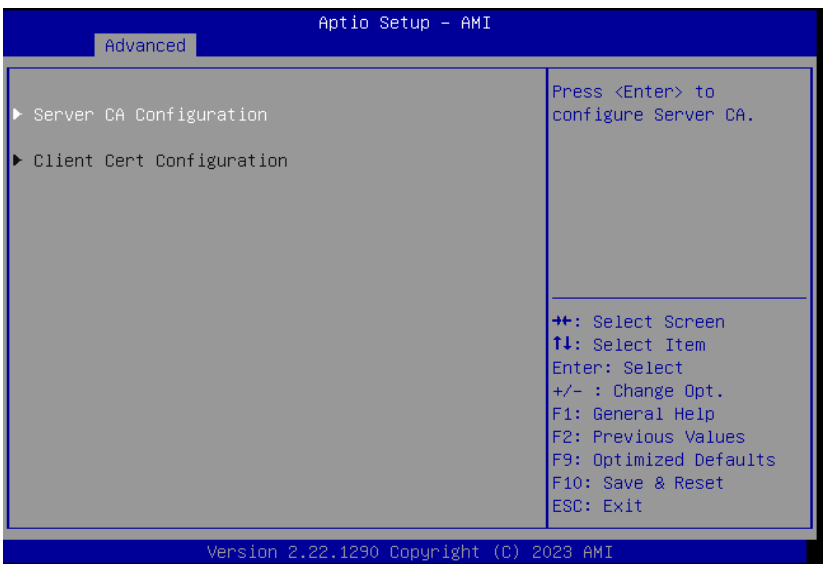 Aptio Setup – AMI
Advanced
▶ Server CA Configuration
▶ Client Cert Configuration
Press <Enter> to
configure Server CA.
→←: Select Screen
↑↓: Select Item
Enter: Select
+/- : Change Opt.
F1: General Help
F2: Previous Values
F9: Optimized Defaults
F10: Save & Reset
ESC: Exit
Version 2.22.1290 Copyright (C) 2023 AMI